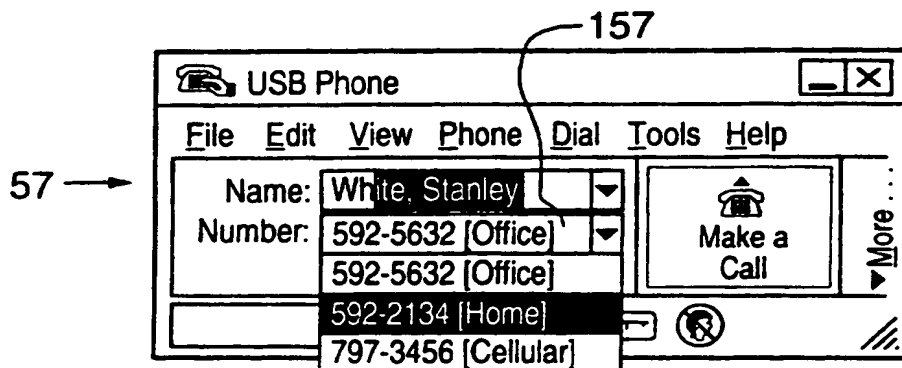 157
USB Phone
File Edit View Phone Dial Tools Help
57
Name: White, Stanley
Number: 592-5632 [Office]
592-5632 [Office]
592-2134 [Home]
797-3456 [Cellular]
Make a
Call
More...